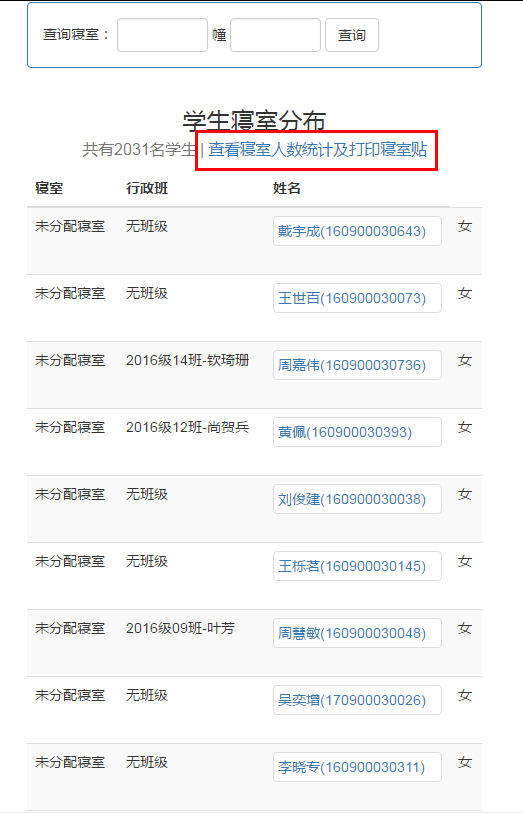 查询寝室： 幢 查询
学生寝室分布
共有2031名学生 | 查看寝室人数统计及打印寝室贴
寝室 行政班 姓名
未分配寝室 无班级 戴宇成(160900030643) 女
未分配寝室 无班级 王世百(160900030073) 女
未分配寝室 2016级14班-钦琦珊 周嘉伟(160900030736) 女
未分配寝室 2016级12班-尚贺兵 黄佩(160900030393) 女
未分配寝室 无班级 刘俊建(160900030038) 女
未分配寝室 无班级 王栎茗(160900030145) 女
未分配寝室 2016级09班-叶芳 周慧敏(160900030048) 女
未分配寝室 无班级 吴奕增(170900030026) 女
未分配寝室 无班级 李晓专(160900030311) 女